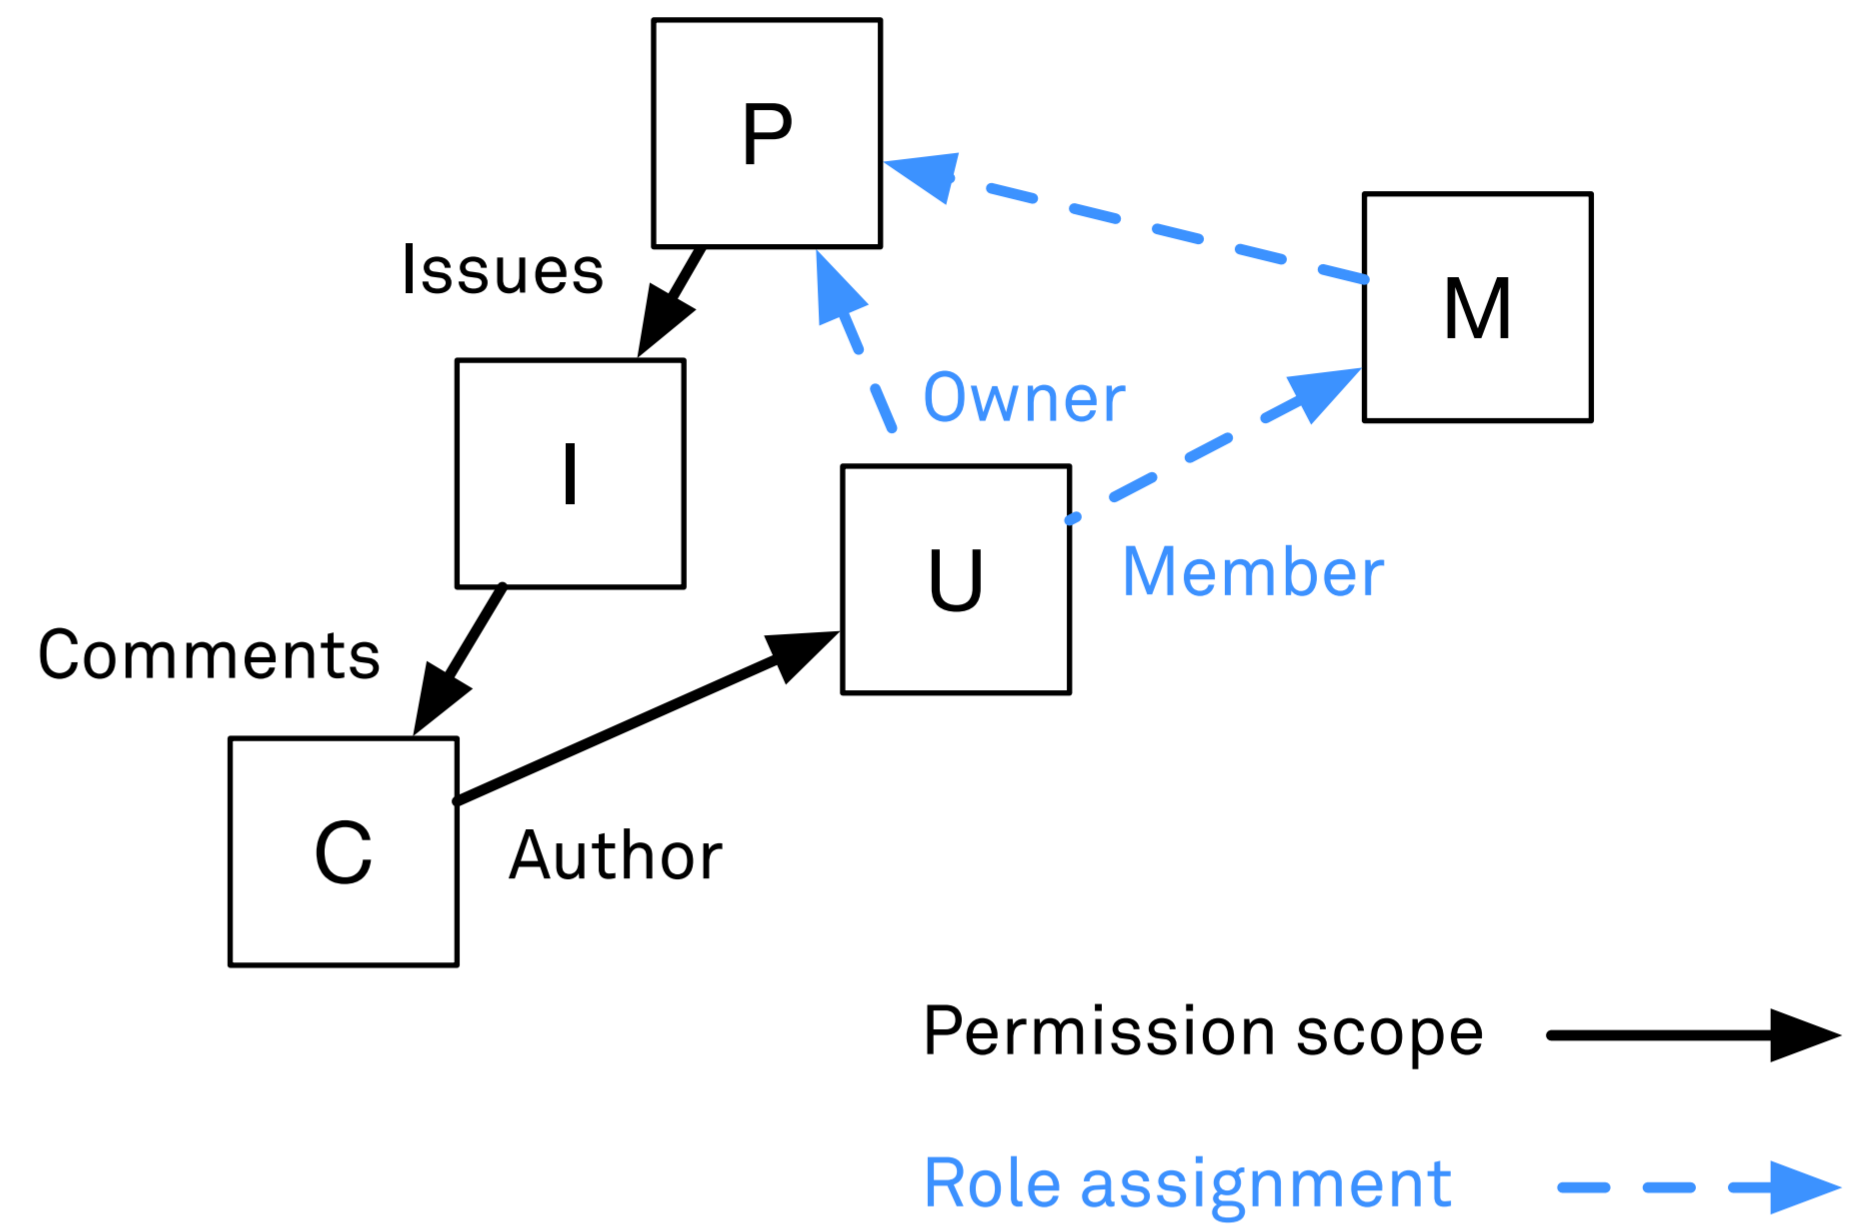 P
M
Issues
Owner
I
U
Member
Comments
C
Author
Permission scope
Role assignment